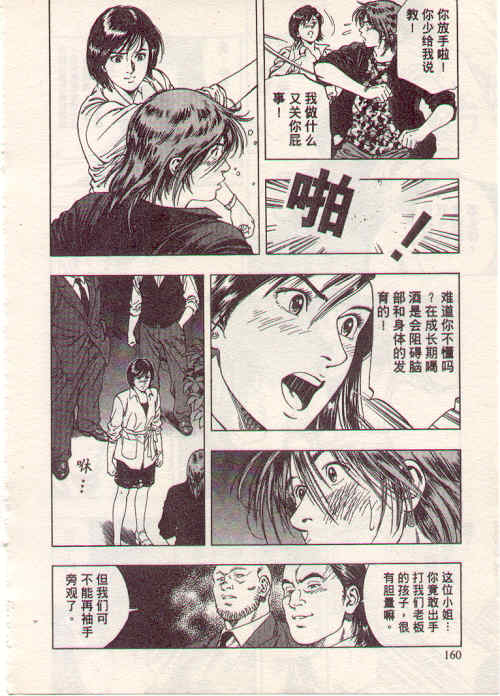 你放手啦！
你少给我说
教！
我做什么
又关你屁
事！
啪！
难道你不懂吗
？在成长期喝
酒是会阻碍脑
部和身体的发
育的！
咻…
这位小姐…
你竟敢出手
打我们老板
的孩子，很
有胆量嘛。
但我们可
不能再袖手
旁观了。
160